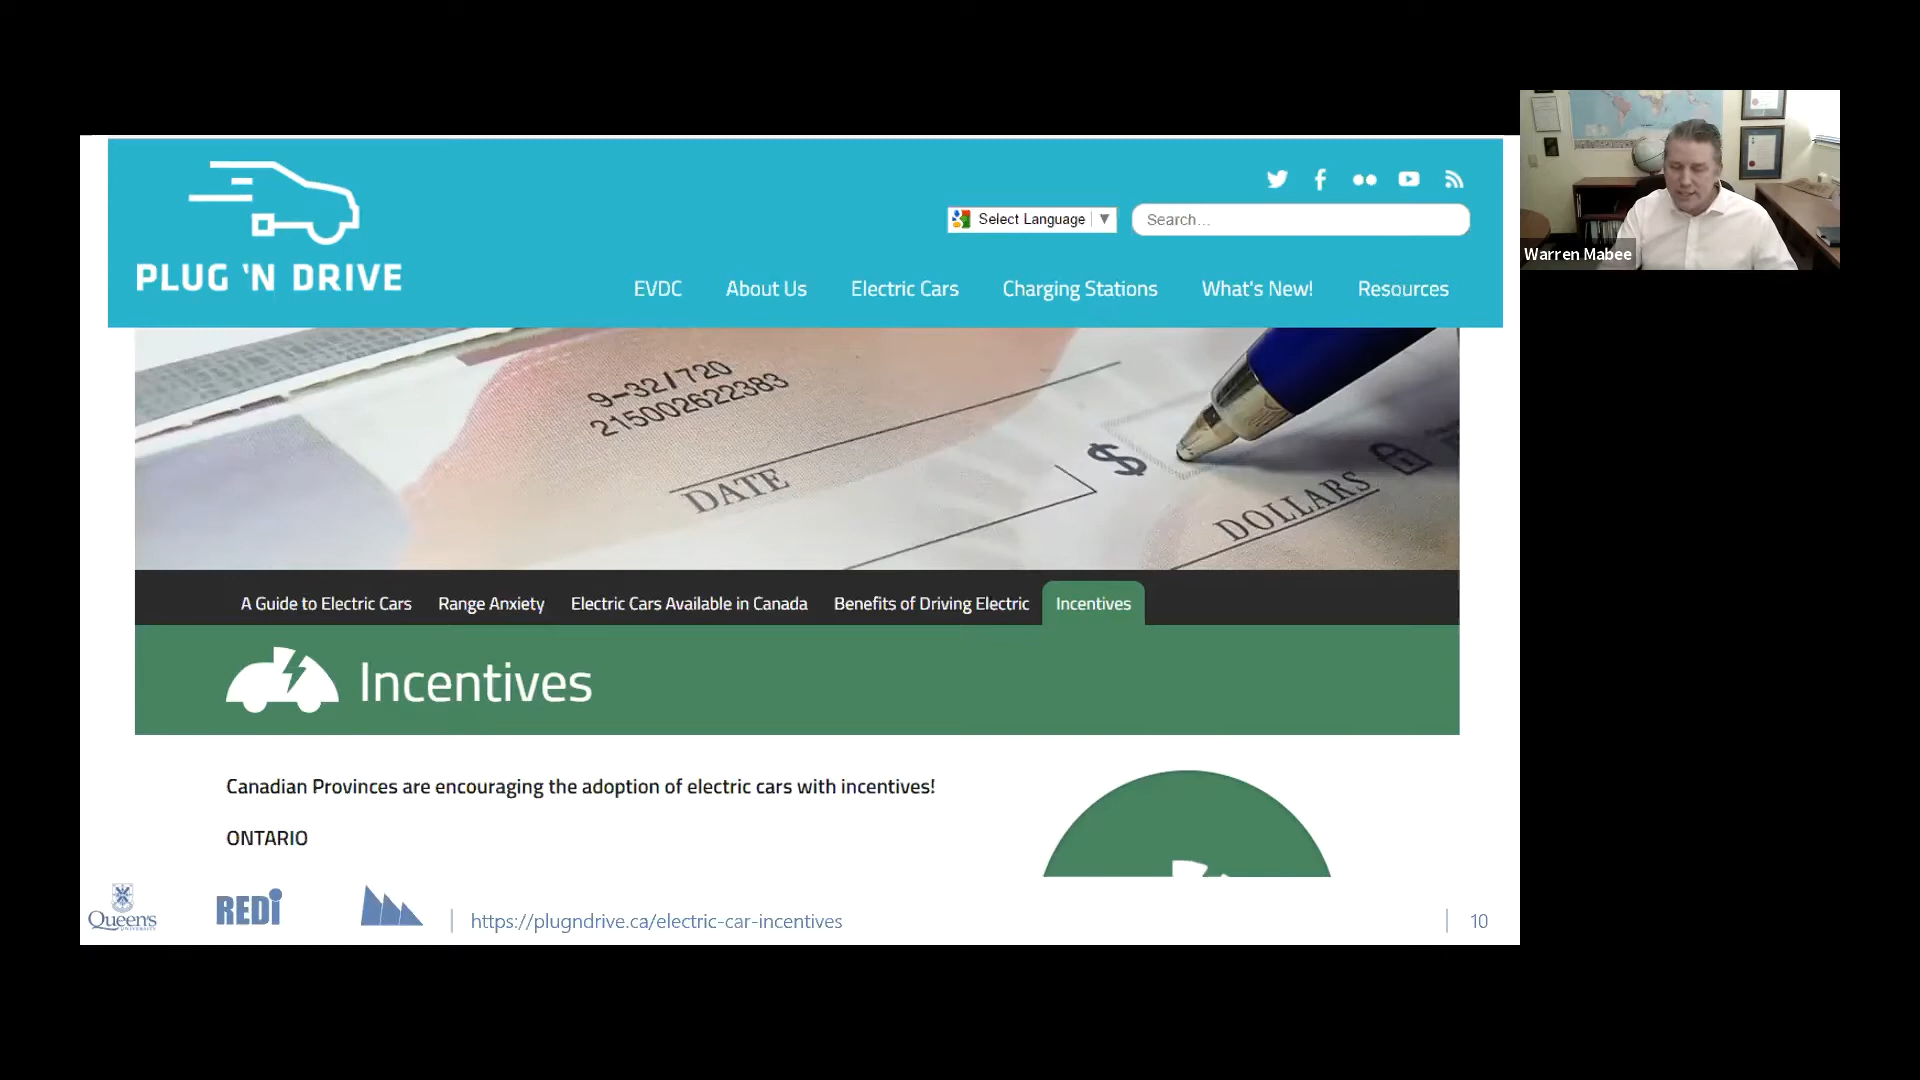 PLUG 'N DRIVE
Select Language ▼
Search...
EVDC About Us Electric Cars Charging Stations What's New! Resources
9-32/720
215002622383
DATE
$
DOLLARS
A Guide to Electric Cars Range Anxiety Electric Cars Available in Canada Benefits of Driving Electric Incentives
Incentives
Canadian Provinces are encouraging the adoption of electric cars with incentives!
ONTARIO
Queen's
UNIVERSITY
REDi
https://plugndrive.ca/electric-car-incentives
10
Warren Mabee